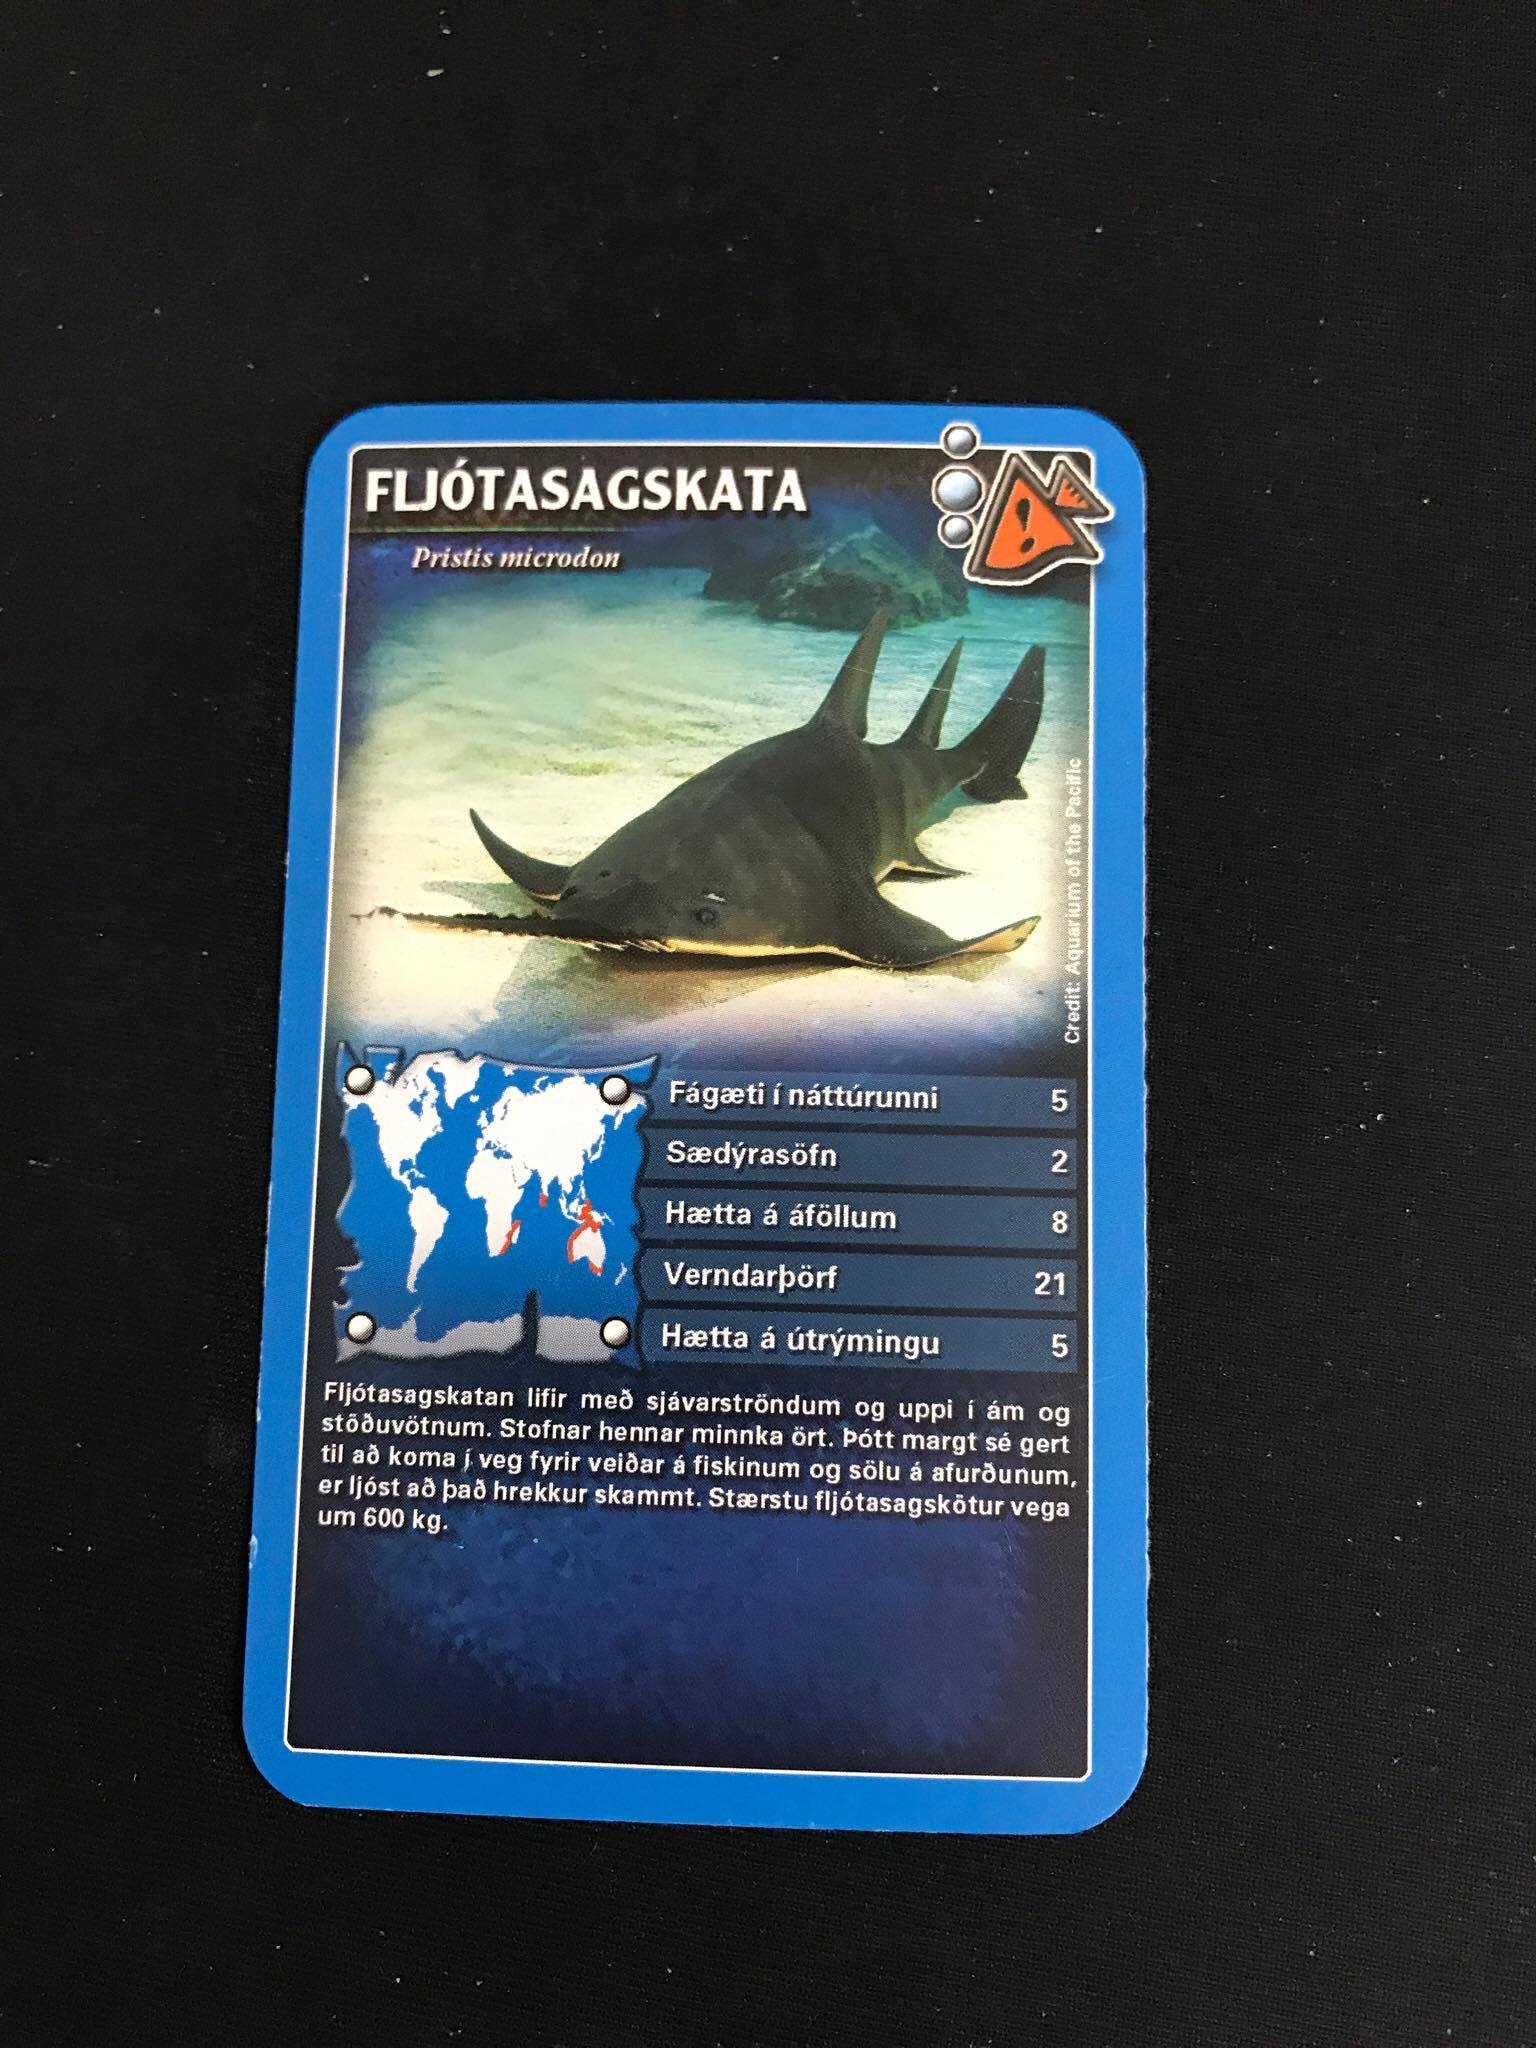 FLJÓTASAGSKATA
Pristis microdon
Credit: Aquarium of the Pacific
Fágæti í náttúrunni 5
Sædýrasöfn 2
Hætta á áföllum 8
Verndarþörf 21
Hætta á útrýmingu 5
Fljótasagskatan lifir með sjávarströndum og uppi í ám og
stöðuvötnum. Stofnar hennar minnka ört. Þótt margt sé gert
til að koma í veg fyrir veiðar á fiskinum og sölu á afurðunum,
er ljóst að það hrekkur skammt. Stærstu fljótasagskötur vega
um 600 kg.